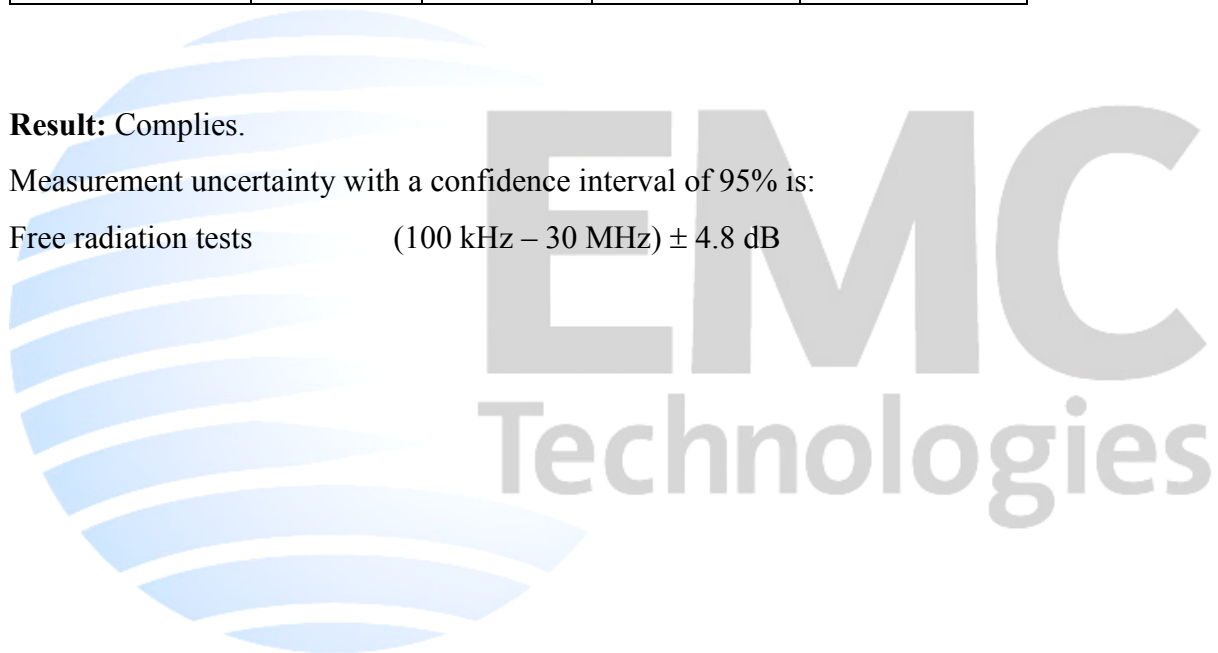 Result: Complies.
Measurement uncertainty with a confidence interval of 95% is:
Free radiation tests (100 kHz – 30 MHz) ± 4.8 dB
EMC
Technologies